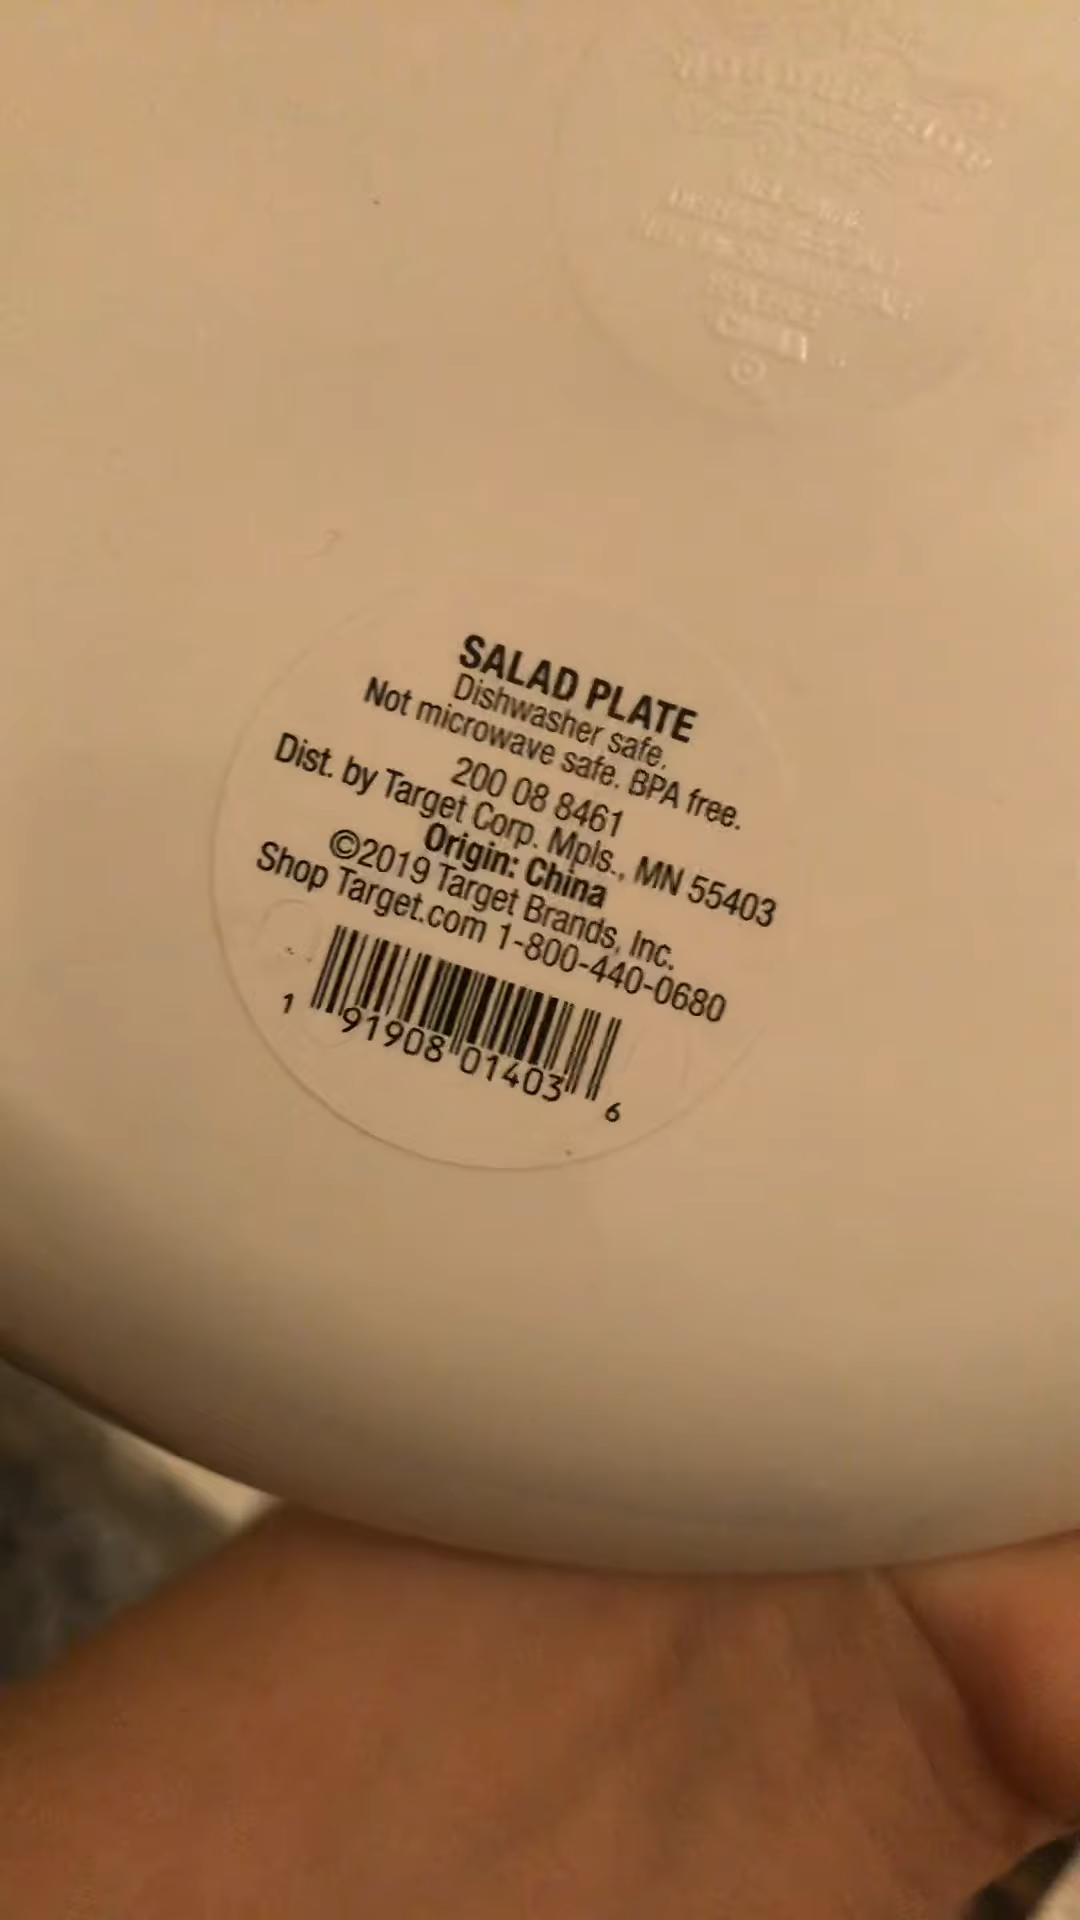 SALAD PLATE
Dishwasher safe.
Not microwave safe. BPA free.
200 08 8461
Dist. by Target Corp. Mpls., MN 55403
Origin: China
©2019 Target Brands, Inc.
Shop Target.com 1-800-440-0680
1 91908 01403 6